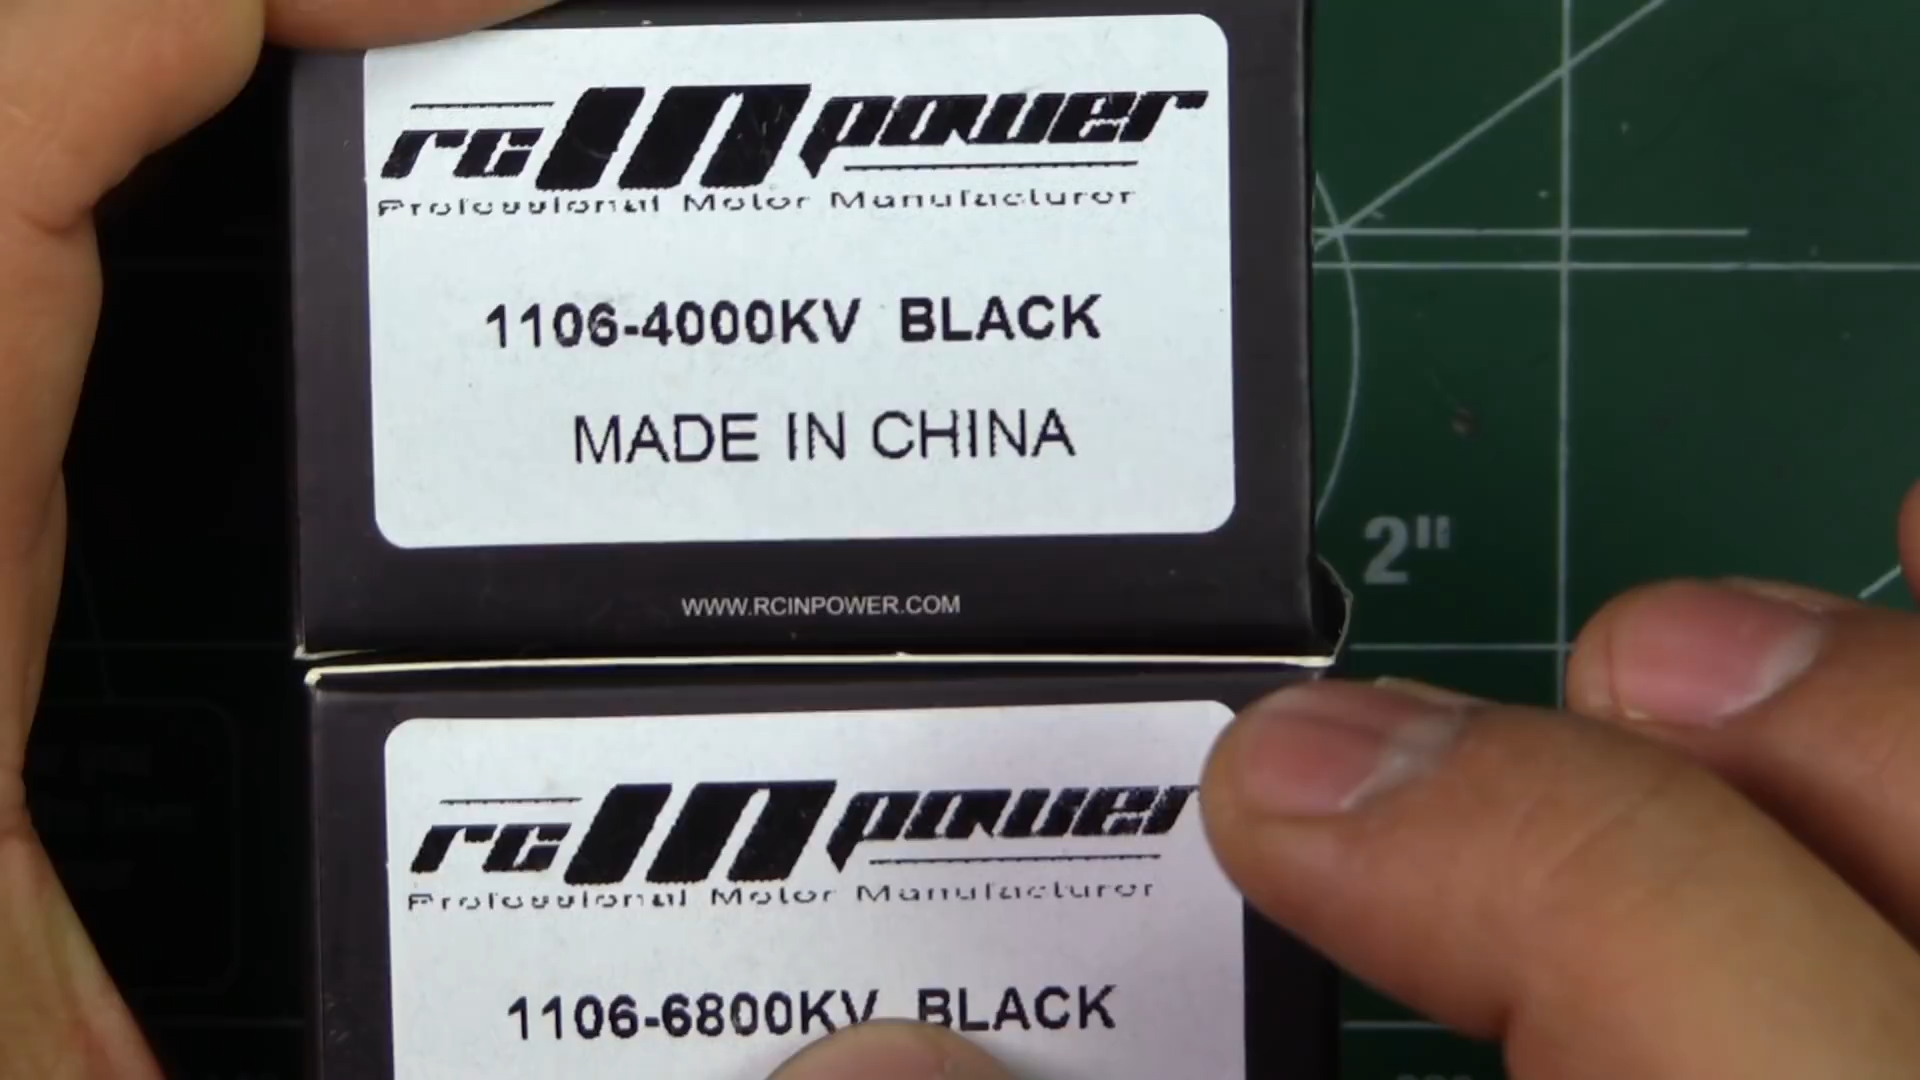 rcINpower
Professional Motor Manufacturer
1106-4000KV BLACK
MADE IN CHINA
WWW.RCINPOWER.COM
2"
rcINpower
Professional Motor Manufacturer
1106-6800KV BLACK